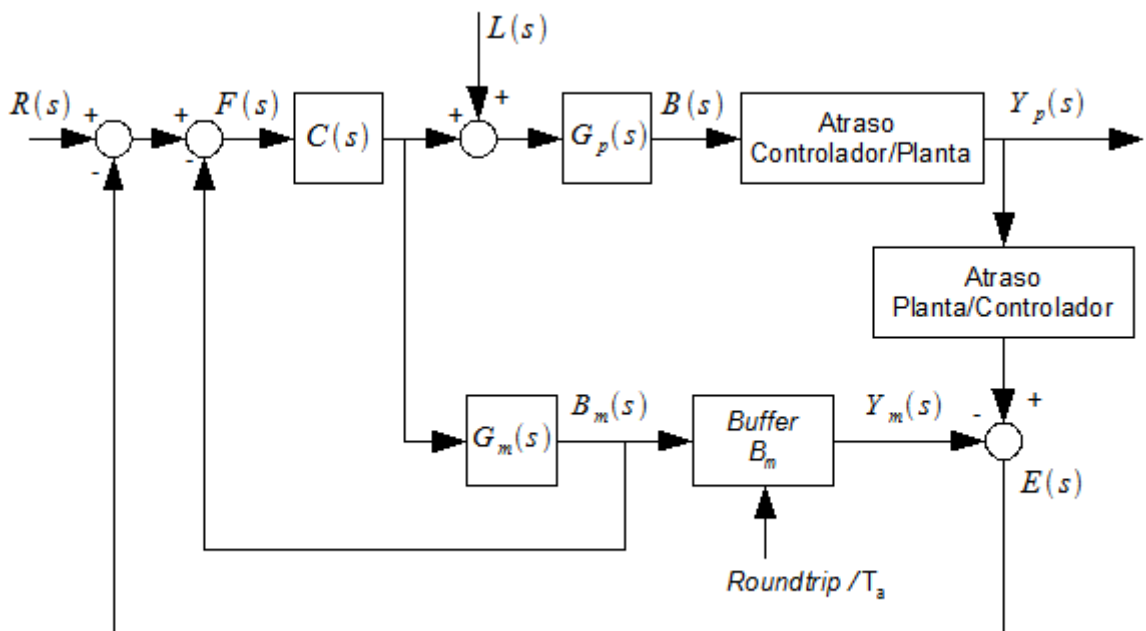 L(s)
R(s)
+
-
+
-
F(s)
C(s)
+
+
G_p(s)
B(s)
Atraso
Controlador/Planta
Y_p(s)
Atraso
Planta/Controlador
G_m(s)
B_m(s)
Buffer
B_m
Y_m(s)
-
+
E(s)
Roundtrip /T_a